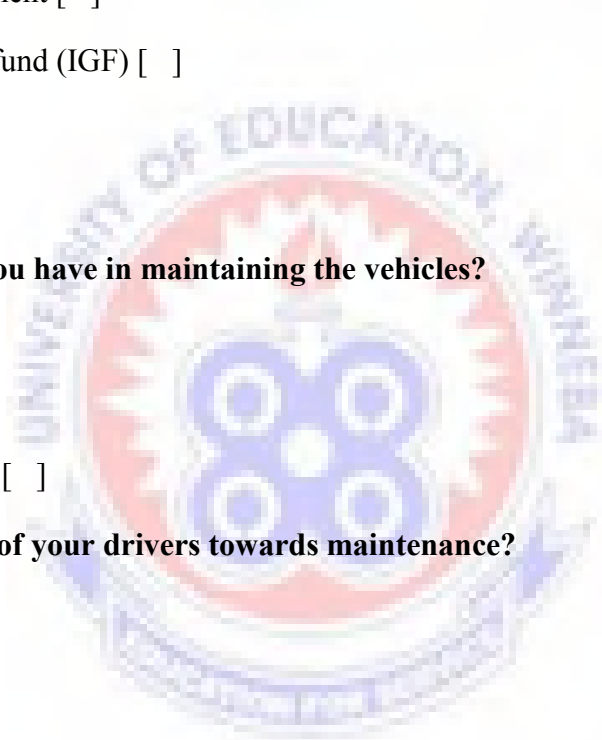 ent [ ]
fund (IGF) [ ]
UNIVERSITY OF EDUCATION, WINNEBA
ou have in maintaining the vehicles?
[ ]
of your drivers towards maintenance?